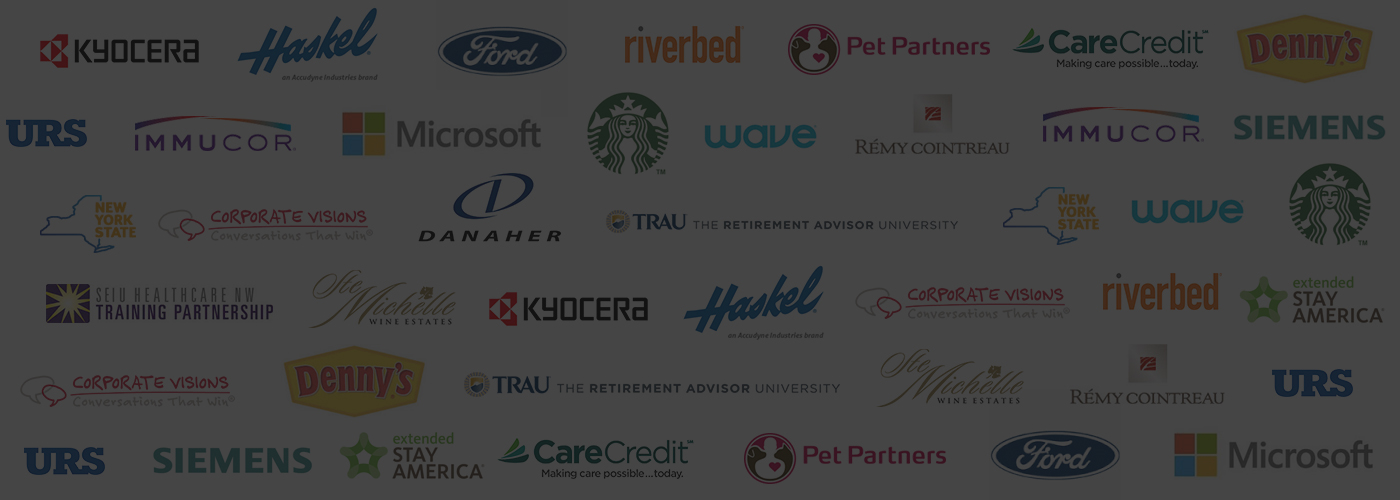 KYOCERA
Haskel
an Accudyne Industries brand
Ford
riverbed
Pet Partners
CareCredit
Making care possible...today.
Denny's
URS
IMMUCOR
Microsoft
TM
wave
RÉMY COINTREAU
IMMUCOR
SIEMENS
NEW
YORK
STATE
CORPORATE VISIONS
Conversations That Win®
DANAHER
TRAU THE RETIREMENT ADVISOR UNIVERSITY
NEW
YORK
STATE
wave
TM
SEIU HEALTHCARE NW
TRAINING PARTNERSHIP
Ste
Michelle
WINE ESTATES
KYOCERA
Haskel
an Accudyne Industries brand
CORPORATE VISIONS
Conversations That Win®
riverbed
extended
STAY
AMERICA
CORPORATE VISIONS
Conversations That Win®
Denny's
TRAU THE RETIREMENT ADVISOR UNIVERSITY
Ste
Michelle
WINE ESTATES
RÉMY COINTREAU
URS
URS
SIEMENS
extended
STAY
AMERICA
CareCredit
Making care possible...today.
Pet Partners
Ford
Microsoft